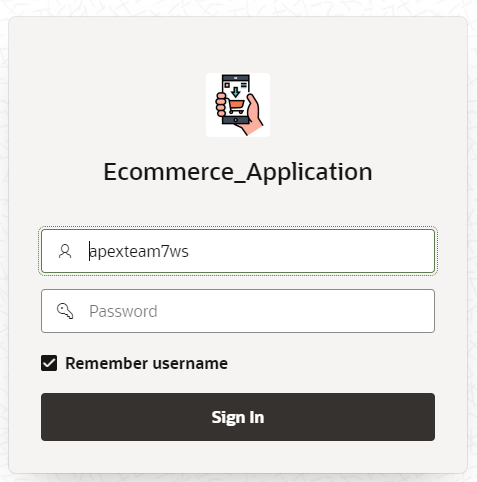 Ecommerce_Application
apexteam7ws
Password
Remember username
Sign In